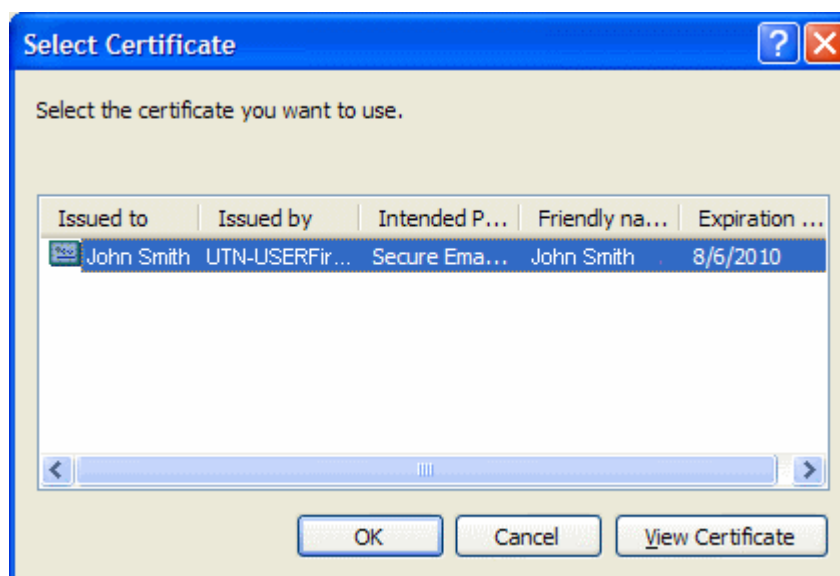 Select Certificate
Select the certificate you want to use.
Issued to Issued by Intended P... Friendly na... Expiration ...
John Smith UTN-USERFir... Secure Ema... John Smith 8/6/2010
OK Cancel View Certificate